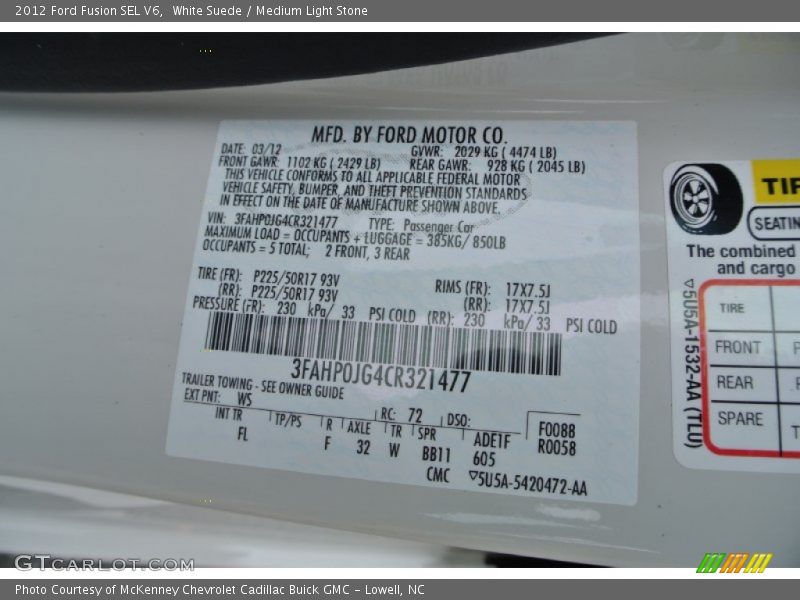 2012 Ford Fusion SEL V6, White Suede / Medium Light Stone
MFD. BY FORD MOTOR CO.
DATE: 03/12 GVWR: 2029 KG ( 4474 LB)
FRONT GAWR: 1102 KG ( 2429 LB) REAR GAWR: 928 KG ( 2045 LB)
THIS VEHICLE CONFORMS TO ALL APPLICABLE FEDERAL MOTOR
VEHICLE SAFETY, BUMPER, AND THEFT PREVENTION STANDARDS
IN EFFECT ON THE DATE OF MANUFACTURE SHOWN ABOVE.
VIN: 3FAHP0JG4CR321477 TYPE: Passenger Car
MAXIMUM LOAD = OCCUPANTS + LUGGAGE = 385KG/ 850LB
OCCUPANTS = 5 TOTAL; 2 FRONT, 3 REAR
TIRE (FR): P225/50R17 93V RIMS (FR): 17X7.5J
(RR): P225/50R17 93V (RR): 17X7.5J
PRESSURE (FR): 230 kPa/ 33 PSI COLD (RR): 230 kPa/ 33 PSI COLD
3FAHP0JG4CR321477
TRAILER TOWING - SEE OWNER GUIDE
EXT PNT: WS RC: 72 DSO: F0088
INT TR TP/PS R AXLE TR SPR ADE1F R0058
FL F 32 W BB11 605
CMC ▽5U5A-5420472-AA
TIR
SEATIN
The combined
and cargo
TIRE
FRONT P
REAR P
SPARE T
▽5U5A-1532-AA (TLU)
GTCARLOT.COM
Photo Courtesy of McKenney Chevrolet Cadillac Buick GMC - Lowell, NC